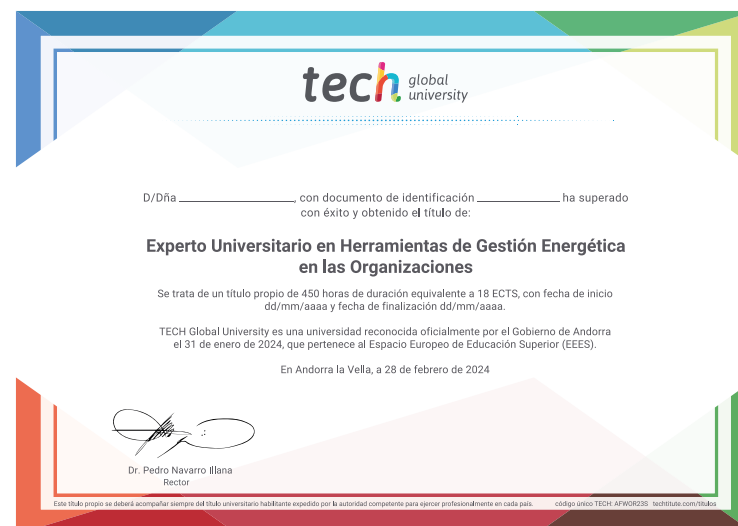 tech global university
D/Dña ______________, con documento de identificación ______________ ha superado
con éxito y obtenido el título de:
Experto Universitario en Herramientas de Gestión Energética
en las Organizaciones
Se trata de un título propio de 450 horas de duración equivalente a 18 ECTS, con fecha de inicio
dd/mm/aaaa y fecha de finalización dd/mm/aaaa.
TECH Global University es una universidad reconocida oficialmente por el Gobierno de Andorra
el 31 de enero de 2024, que pertenece al Espacio Europeo de Educación Superior (EEES).
En Andorra la Vella, a 28 de febrero de 2024
Dr. Pedro Navarro Illana
Rector
Este título propio se deberá acompañar siempre del título universitario habilitante expedido por la autoridad competente para ejercer profesionalmente en cada país. código único TECH: AFWOR23S techtitute.com/titulos